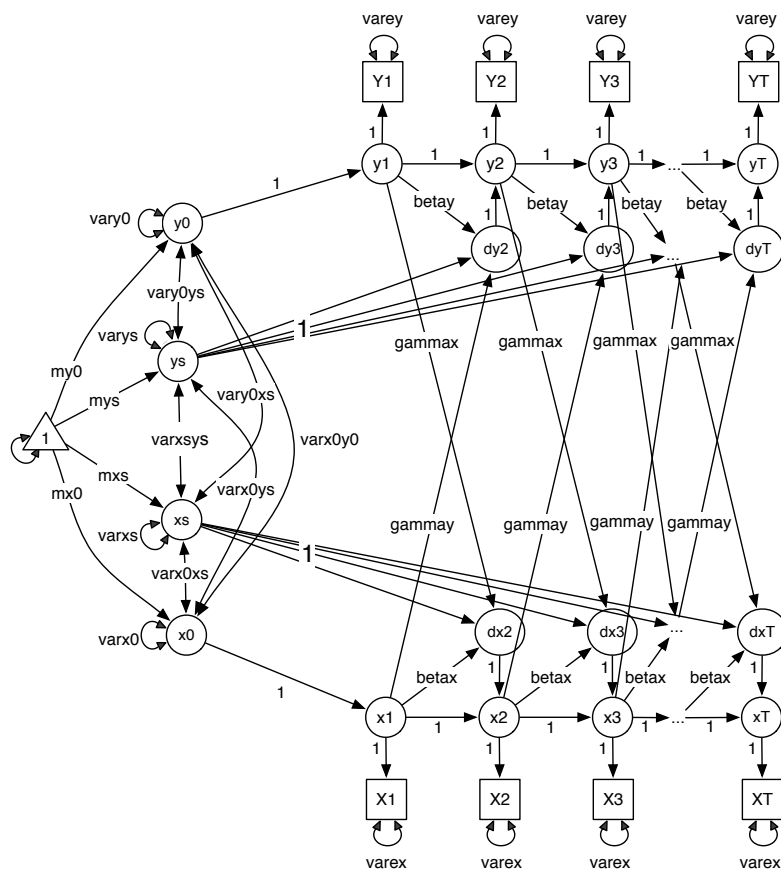 varey varey varey varey
Y1 Y2 Y3 YT
1 1 1 1
y1 1 y2 1 y3 1 ... 1 yT
1
betay betay betay betay
vary0 y0
1 1 1
dy2 dy3 ... dyT
vary0ys
varys ys
1
gammax gammax gammax gammax
my0 mys
vary0xs
1
varxsys varx0y0
mxs varx0ys
mx0
gammay gammay gammay gammay
varxs xs
1
varx0xs
varx0 x0
dx2 dx3 ... dxT
1 1 1
betax betax betax betax
1
x1 1 x2 1 x3 1 ... 1 xT
1 1 1 1
X1 X2 X3 XT
varex varex varex varex